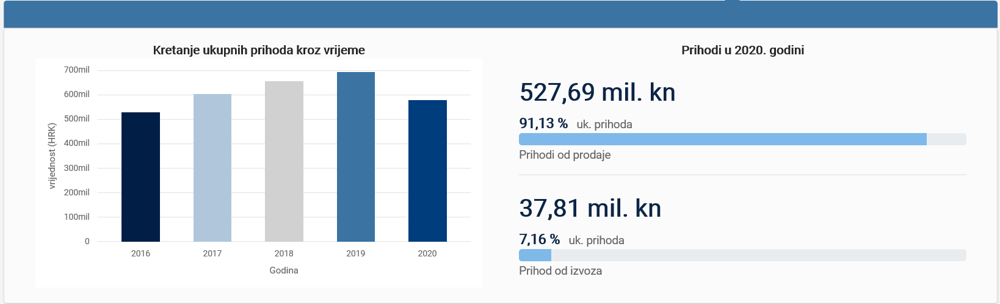 Kretanje ukupnih prihoda kroz vrijeme
700mil
600mil
500mil
400mil
300mil
200mil
100mil
0
vrijednost (HRK)
2016 2017 2018 2019 2020
Godina
Prihodi u 2020. godini
527,69 mil. kn
91,13 % uk. prihoda
Prihodi od prodaje
37,81 mil. kn
7,16 % uk. prihoda
Prihod od izvoza